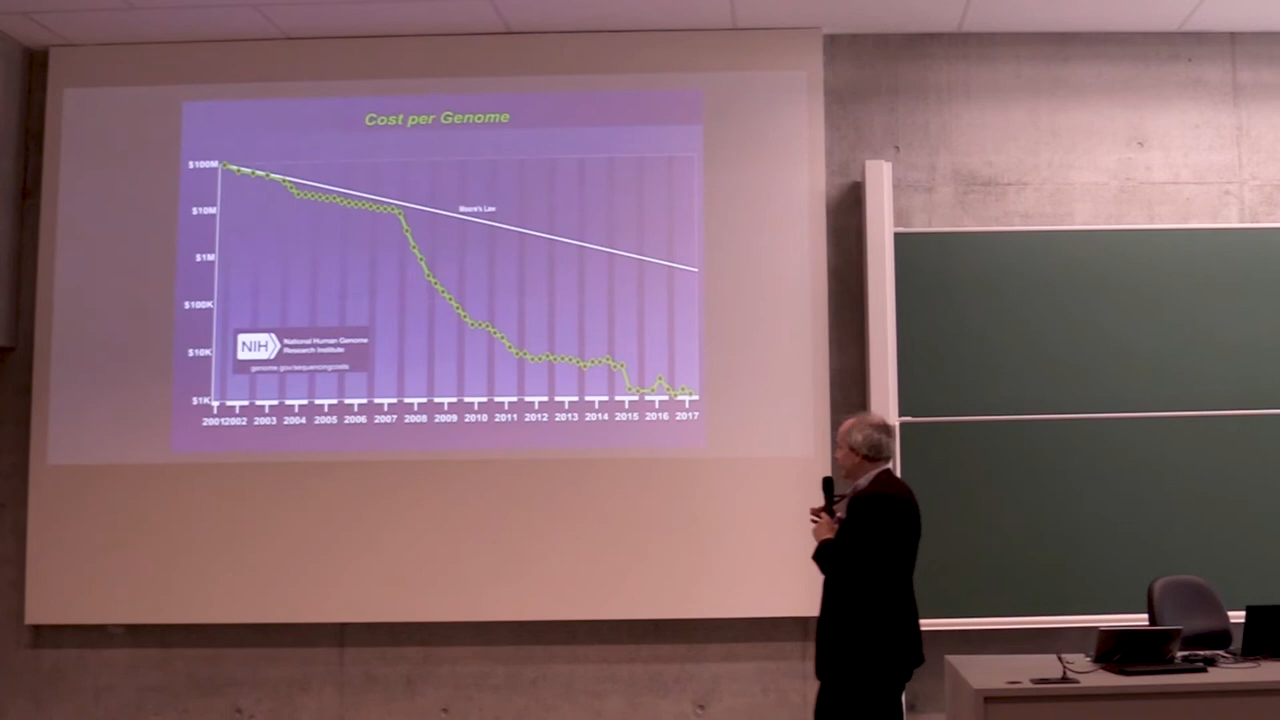 Cost per Genome
$100M
Moore's Law
$10M
$1M
$100K
NIH
National Human Genome
Research Institute
$10K
genome.gov/sequencingcosts
$1K
2001 2002 2003 2004 2005 2006 2007 2008 2009 2010 2011 2012 2013 2014 2015 2016 2017